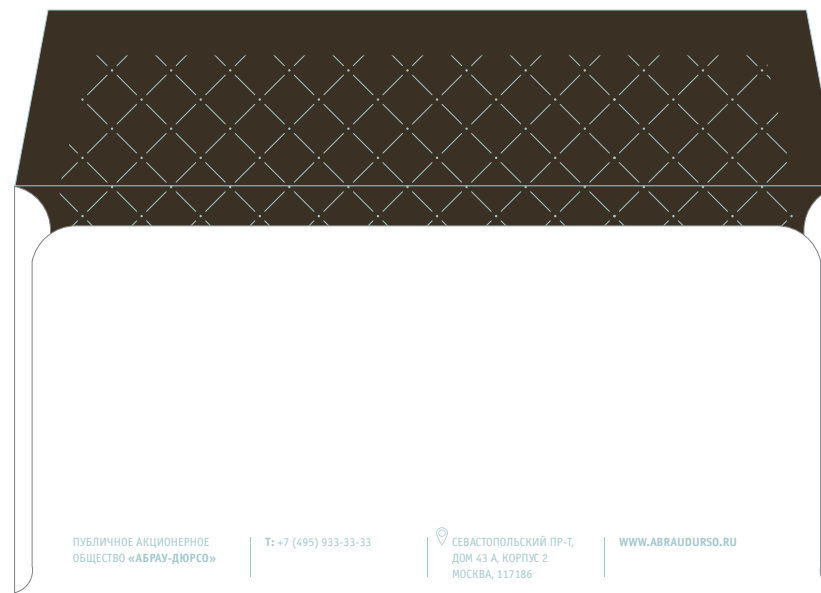 ПУБЛИЧНОЕ АКЦИОНЕРНОЕ
ОБЩЕСТВО «АБРАУ-ДЮРСО»
Т: +7 (495) 933-33-33
СЕВАСТОПОЛЬСКИЙ ПР-Т,
ДОМ 43 А, КОРПУС 2
МОСКВА, 117186
WWW.ABRAUDURSO.RU